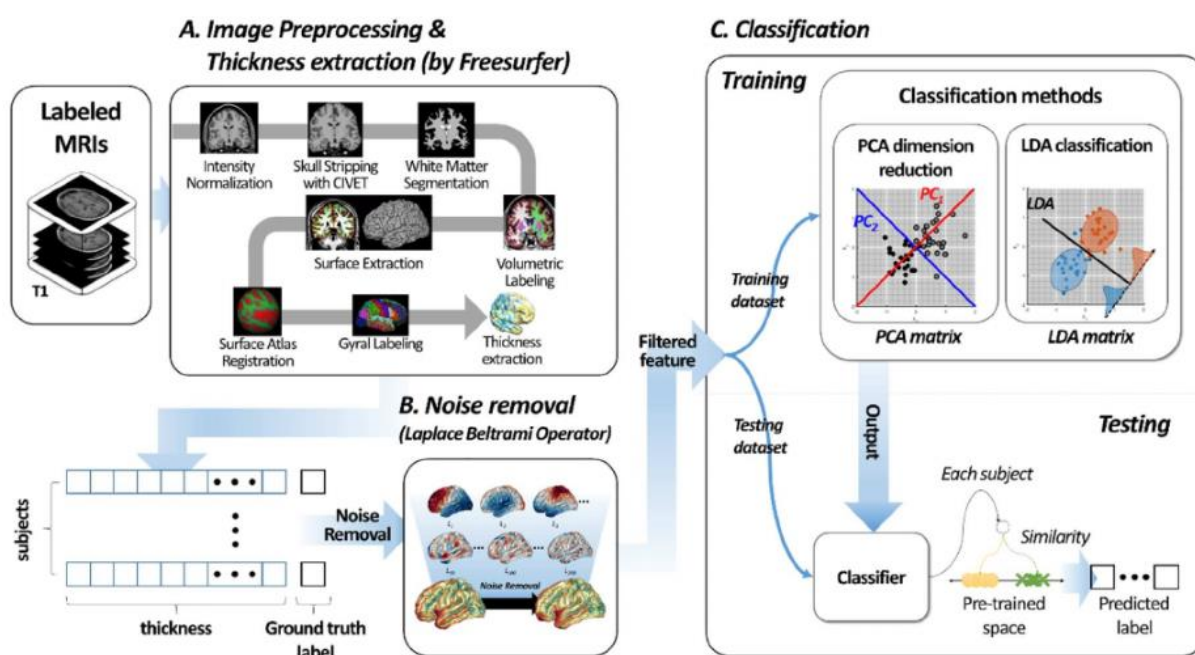 A. Image Preprocessing &
Thickness extraction (by Freesurfer)
Labeled
MRIs
T1
Intensity
Normalization
Skull Stripping
with CIVET
White Matter
Segmentation
Surface Extraction
Volumetric
Labeling
Surface Atlas
Registration
Gyral Labeling
Thickness
extraction
B. Noise removal
(Laplace Beltrami Operator)
subjects
thickness
Ground truth
label
Noise
Removal
L1
L2
Noise Removal
Filtered
feature
C. Classification
Training
Classification methods
PCA dimension
reduction
PC1
PC2
PCA matrix
LDA classification
LDA
LDA matrix
Training
dataset
Testing
dataset
Output
Testing
Each subject
Similarity
Classifier
Pre-trained
space
Predicted
label